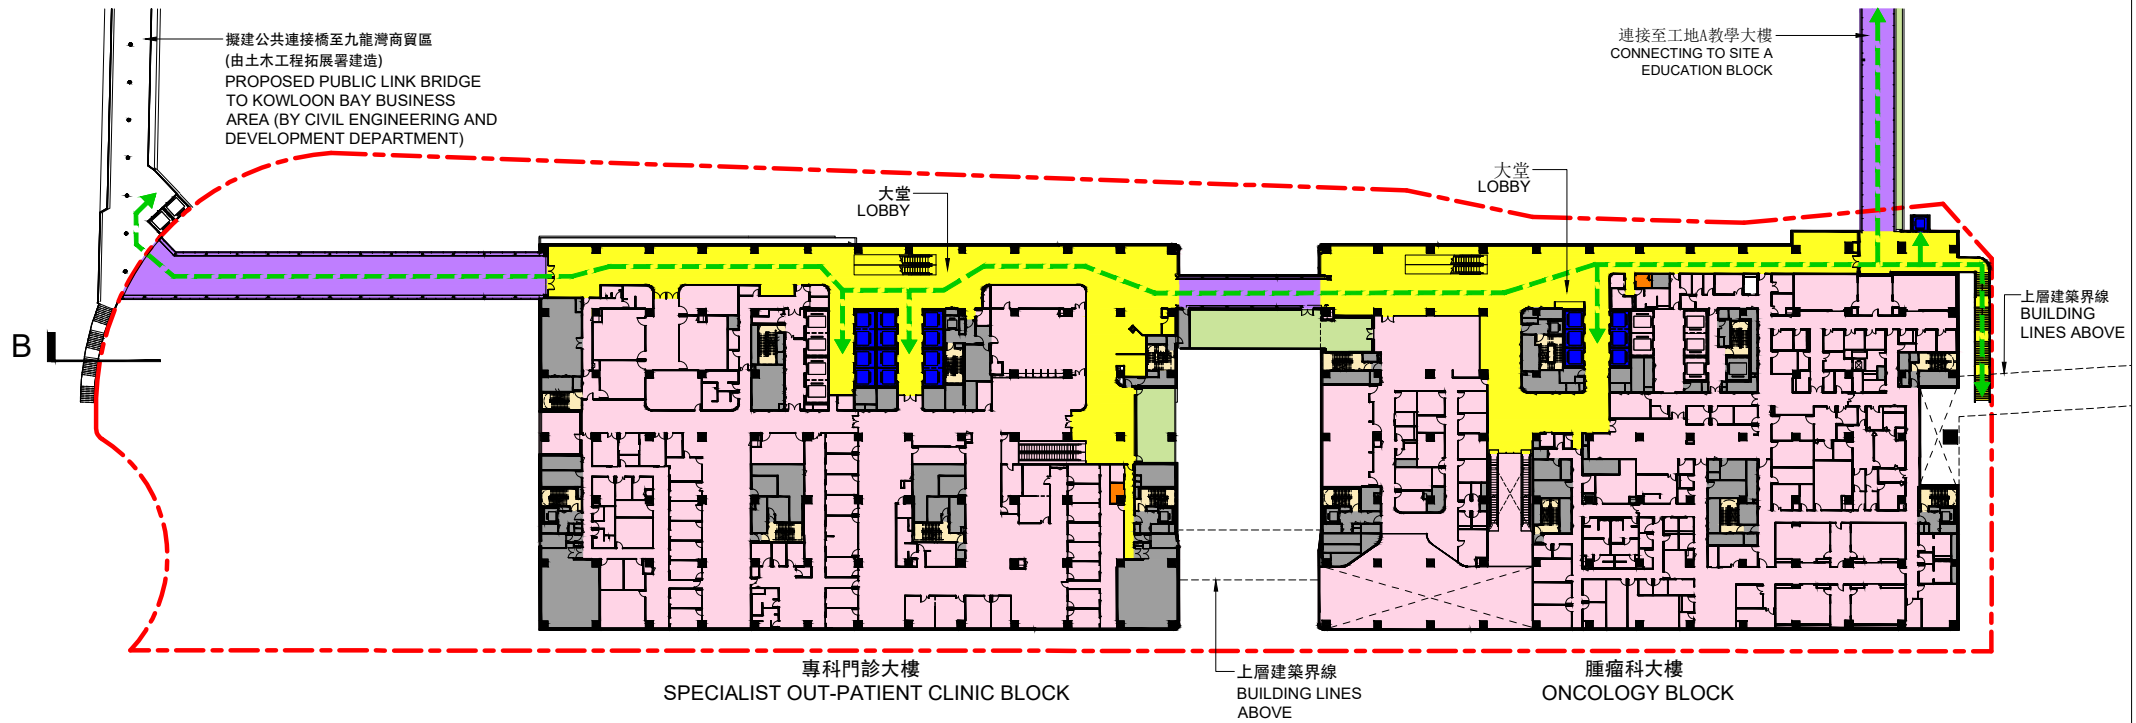 擬建公共連接橋至九龍灣商貿區
(由土木工程拓展署建造)
PROPOSED PUBLIC LINK BRIDGE
TO KOWLOON BAY BUSINESS
AREA (BY CIVIL ENGINEERING AND
DEVELOPMENT DEPARTMENT)
連接至工地A教學大樓
CONNECTING TO SITE A
EDUCATION BLOCK
大堂
LOBBY
大堂
LOBBY
上層建築界線
BUILDING
LINES ABOVE
B
專科門診大樓
SPECIALIST OUT-PATIENT CLINIC BLOCK
上層建築界線
BUILDING LINES
ABOVE
腫瘤科大樓
ONCOLOGY BLOCK